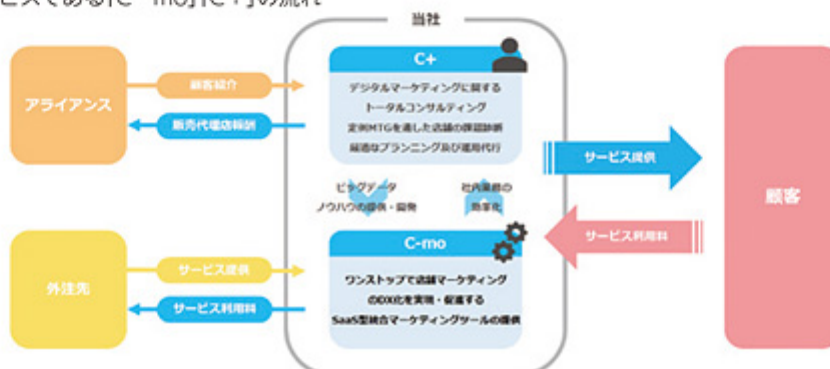 ビスである「C-mo」「C+」の流れ
当社
アライアンス
顧客紹介
販売代理店報酬
外注先
サービス提供
サービス利用料
C+
デジタルマーケティングに関する
トータルコンサルティング
定例MTGを通した店舗の課題診断
最適なプランニング及び運用代行
ビッグデータ
ノウハウの提供・開発
社内業務の
効率化
C-mo
ワンストップで店舗マーケティング
のDX化を実現・促進する
SaaS型統合マーケティングツールの提供
サービス提供
サービス利用料
顧客